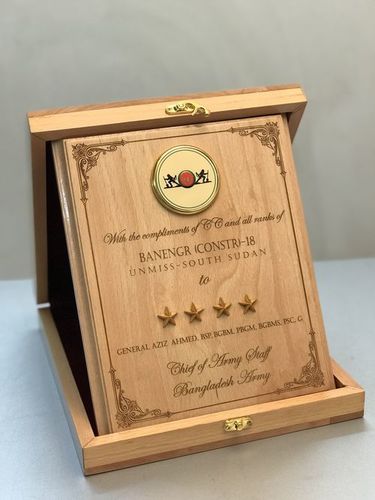 With the compliments of CC and all ranks of
BANENGR (CONSTR)-18
UNMISS-SOUTH SUDAN
to
GENERAL AZIZ AHMED, BSP, BGBM, PBGM, BGBMS, PSC, G
Chief of Army Staff
Bangladesh Army